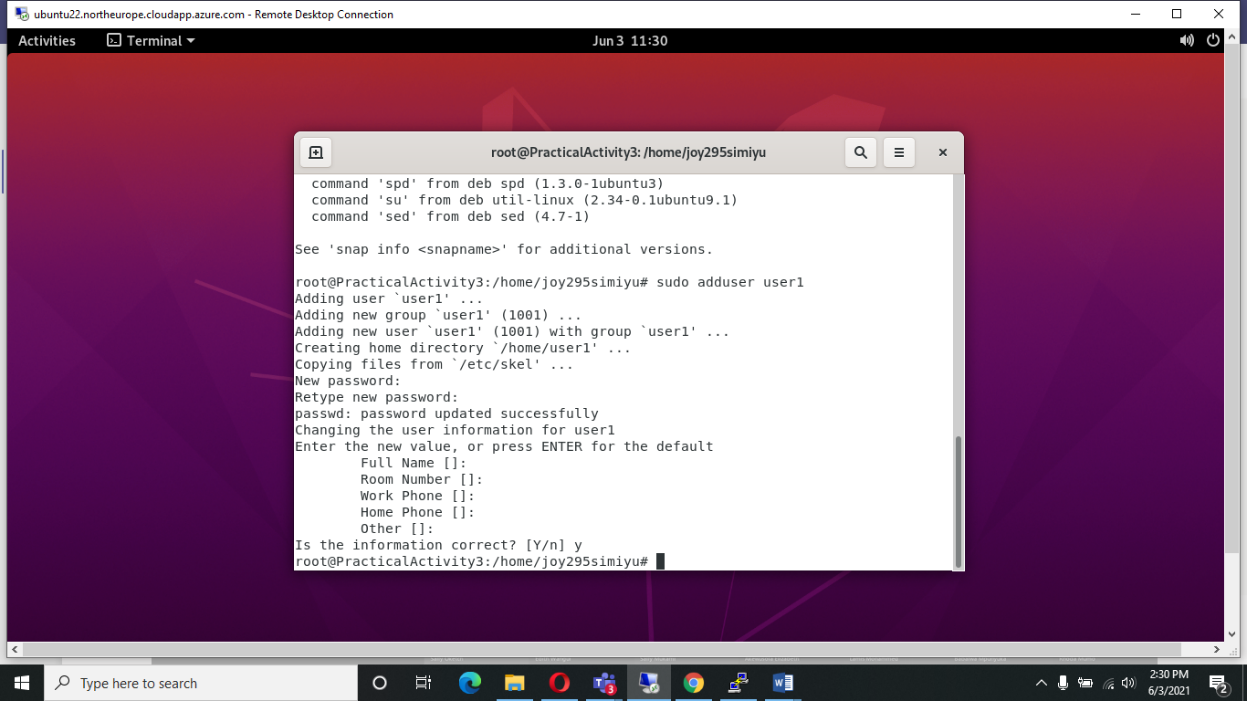 ubuntu22.northeurope.cloudapp.azure.com - Remote Desktop Connection
Activities Terminal Jun 3 11:30
root@PracticalActivity3: /home/joy295simiyu
command 'spd' from deb spd (1.3.0-1ubuntu3)
command 'su' from deb util-linux (2.34-0.1ubuntu9.1)
command 'sed' from deb sed (4.7-1)
See 'snap info <snapname>' for additional versions.
root@PracticalActivity3:/home/joy295simiyu# sudo adduser user1
Adding user `user1' ...
Adding new group `user1' (1001) ...
Adding new user `user1' (1001) with group `user1' ...
Creating home directory `/home/user1' ...
Copying files from `/etc/skel' ...
New password:
Retype new password:
passwd: password updated successfully
Changing the user information for user1
Enter the new value, or press ENTER for the default
Full Name []:
Room Number []:
Work Phone []:
Home Phone []:
Other []:
Is the information correct? [Y/n] y
root@PracticalActivity3:/home/joy295simiyu#
Type here to search
3
2:30 PM
6/3/2021
2